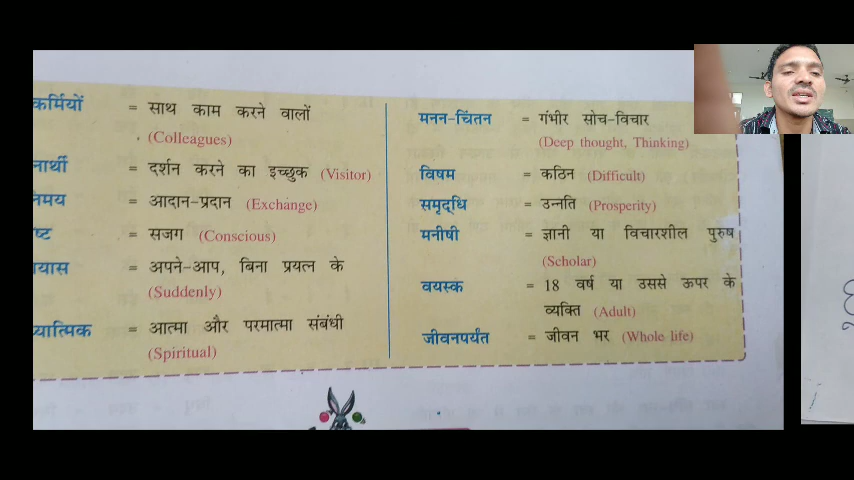 कर्मियों = साथ काम करने वालों
(Colleagues)
नार्थी = दर्शन करने का इच्छुक (Visitor)
मय = आदान-प्रदान (Exchange)
ष्ट = सजग (Conscious)
यास = अपने-आप, बिना प्रयत्न के
(Suddenly)
यात्मिक = आत्मा और परमात्मा संबंधी
(Spiritual)
मनन-चिंतन = गंभीर सोच-विचार
(Deep thought, Thinking)
विषम = कठिन (Difficult)
समृद्धि = उन्नति (Prosperity)
मनीषी = ज्ञानी या विचारशील पुरुष
(Scholar)
वयस्क = 18 वर्ष या उससे ऊपर के
व्यक्ति (Adult)
जीवनपर्यंत = जीवन भर (Whole life)